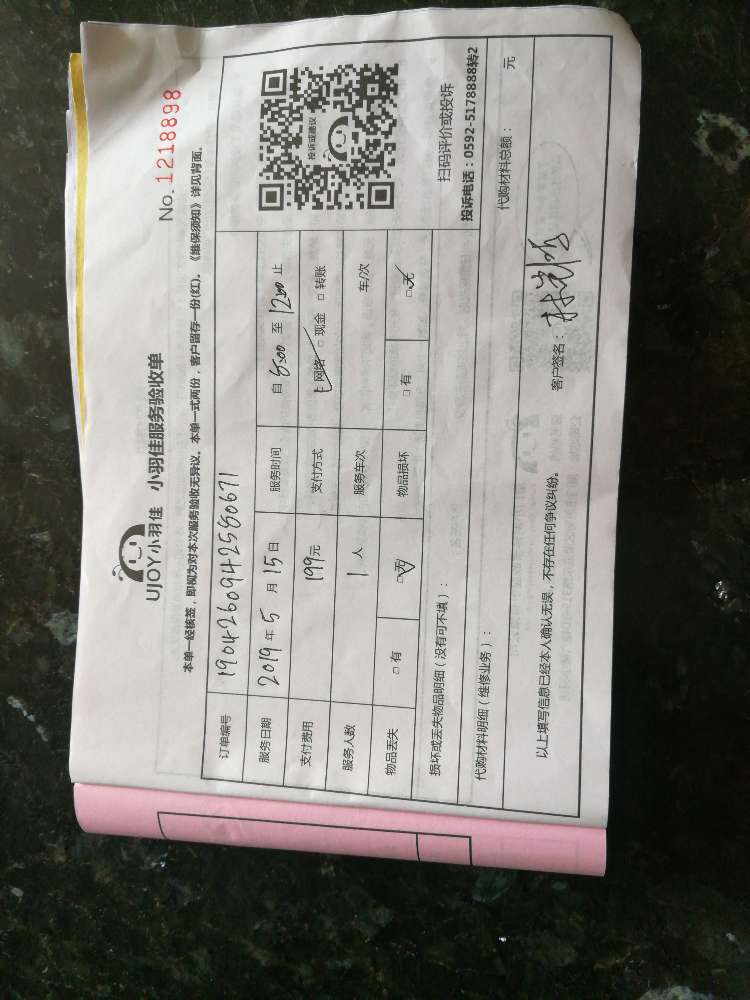 UJOY小羽佳 小羽佳服务验收单
No. 1218898
本单一经核签，即视为对本次服务验收无异议。本单一式两份，客户留存一份(红)。《维保须知》详见背面。
订单编号 1904260942580671
服务日期 2019年5月15日 服务时间 自 8:00 至 12:00 止
支付费用 199元 支付方式 网络 □现金 □转账
服务人数 1人 服务车次 车/次
物品丢失 □有 □无 物品损坏 □有 □无
投诉或建议
损坏或丢失物品明细（没有可不填）：
扫码评价或投诉
投诉电话：0592-5178888转2
代购材料明细（维修业务）： 代购材料总额： 元
以上填写信息已经本人确认无误，不存在任何争议纠纷。 客户签名：